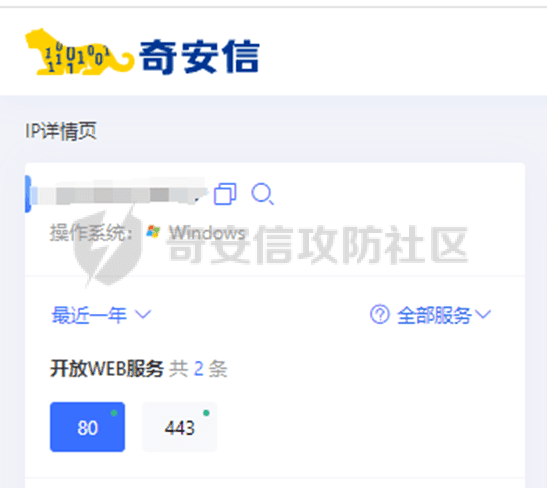 奇安信
IP详情页
操作系统: Windows
奇安信攻防社区
最近一年
全部服务
开放WEB服务 共 2 条
80 443